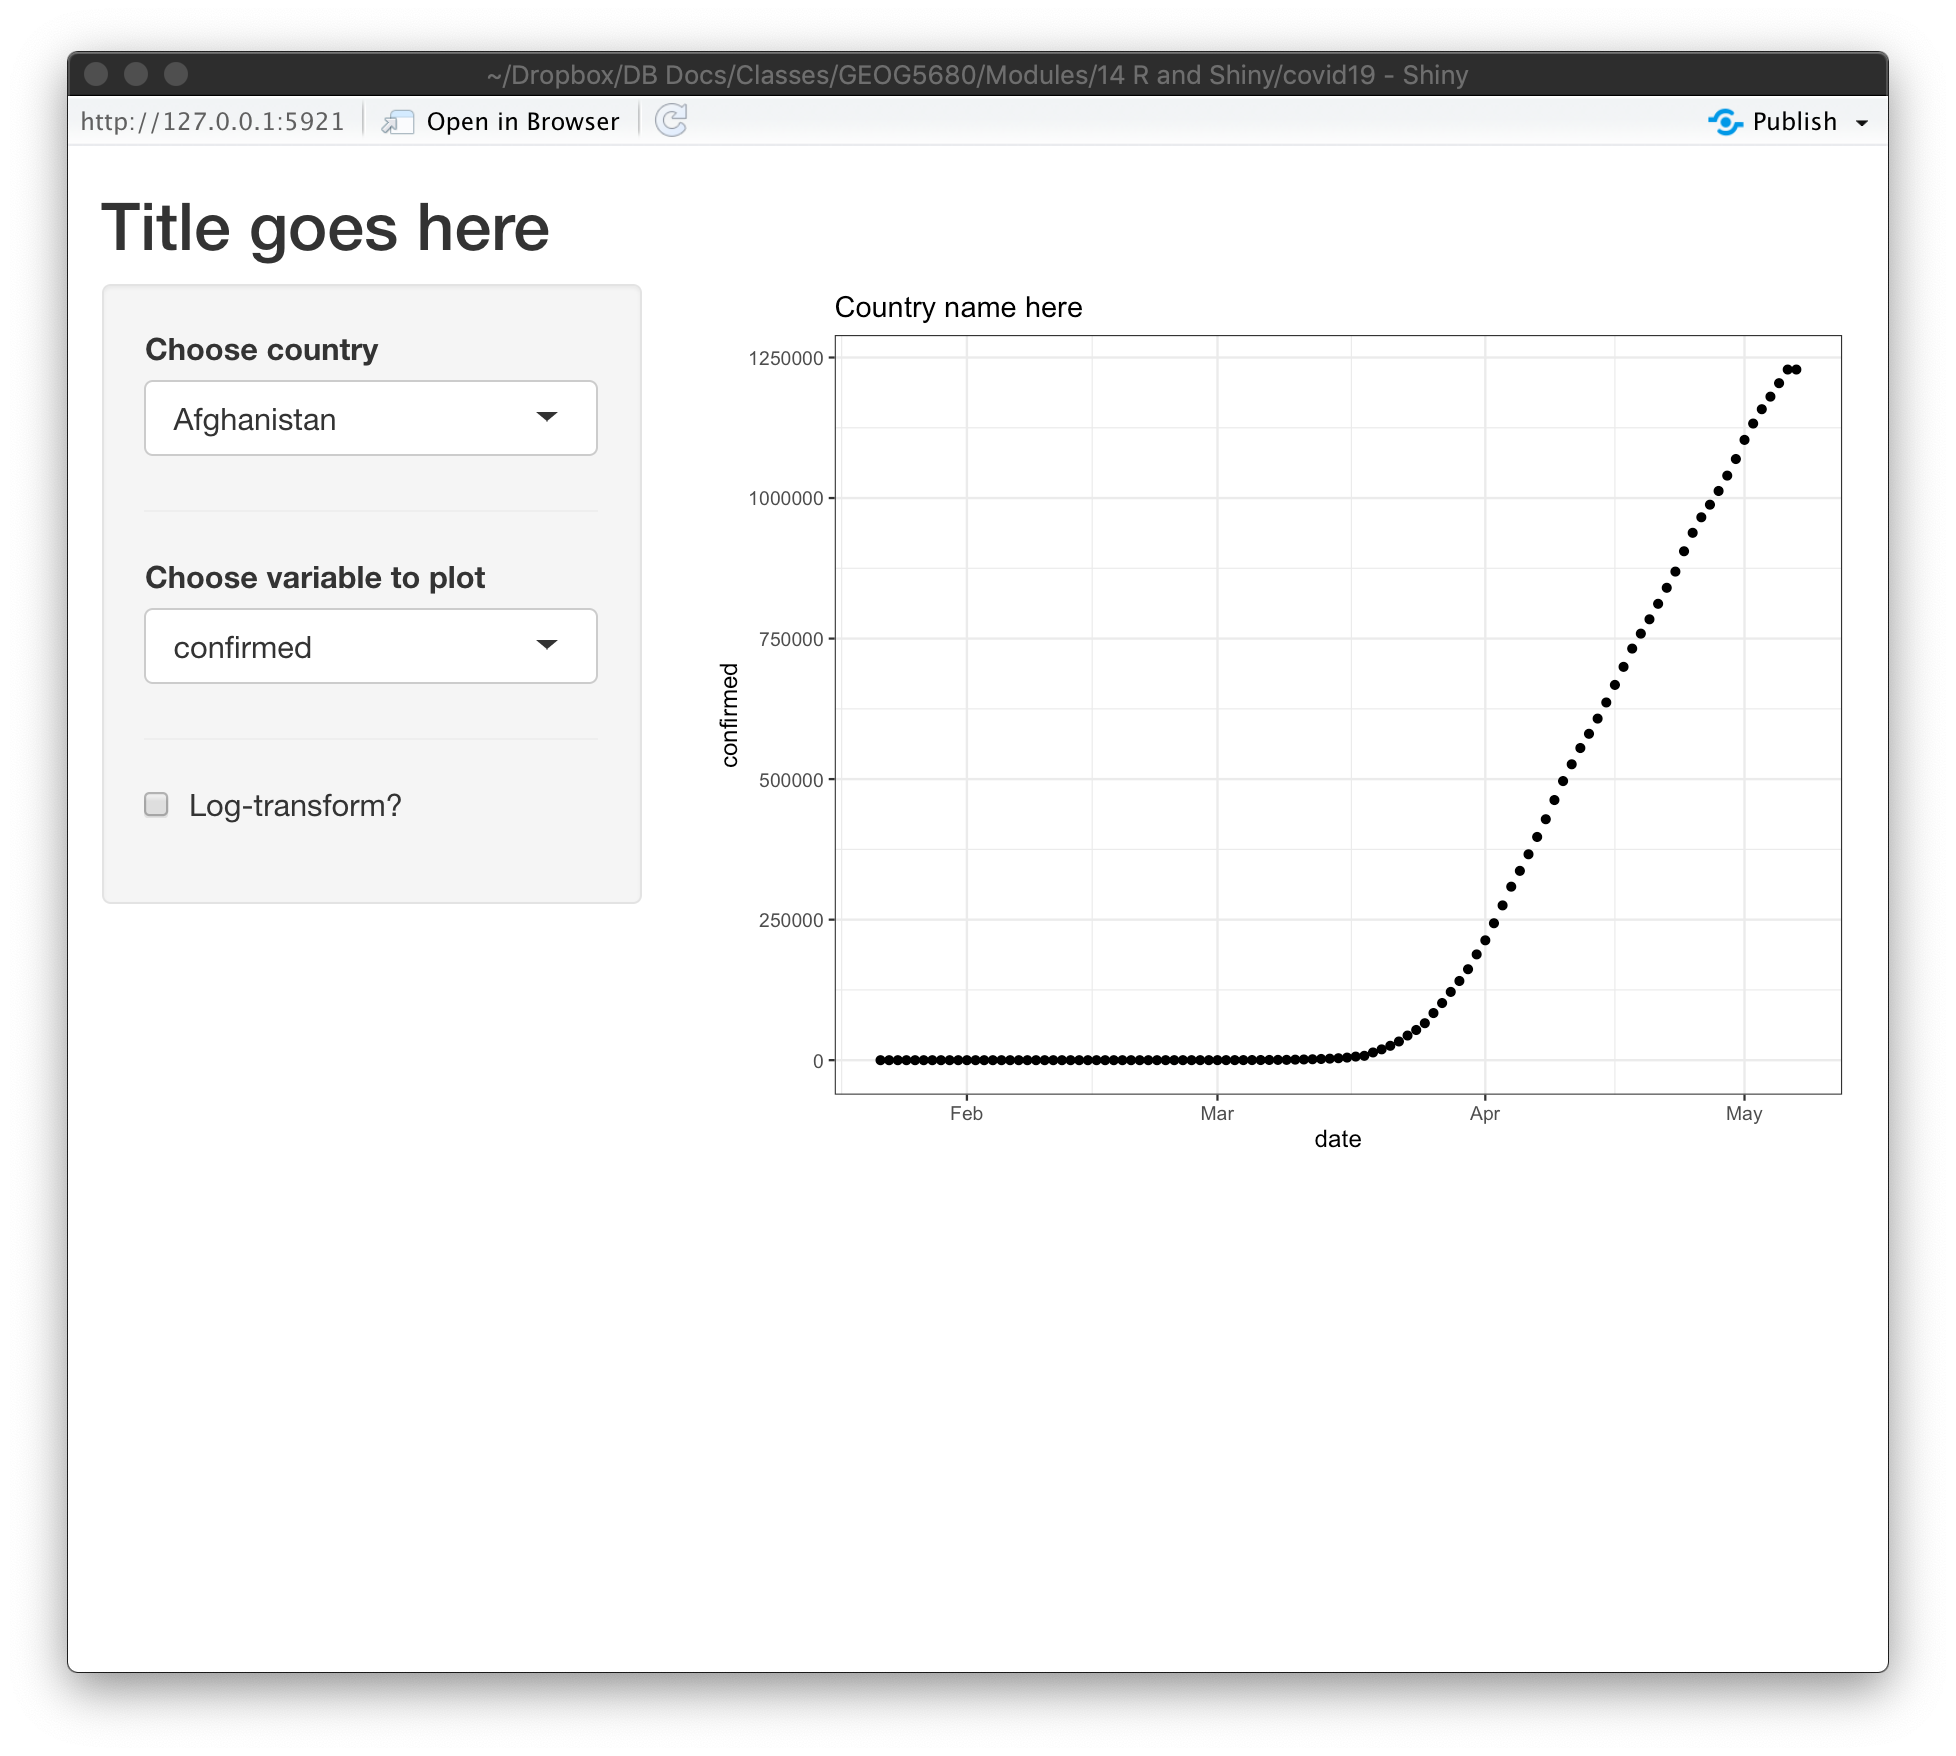 ~/Dropbox/DB Docs/Classes/GEOG5680/Modules/14 R and Shiny/covid19 - Shiny
http://127.0.0.1:5921 Open in Browser Publish
Title goes here
Choose country
Afghanistan
Choose variable to plot
confirmed
Log-transform?
Country name here
1250000
1000000
750000
500000
250000
0
confirmed
Feb Mar Apr May
date